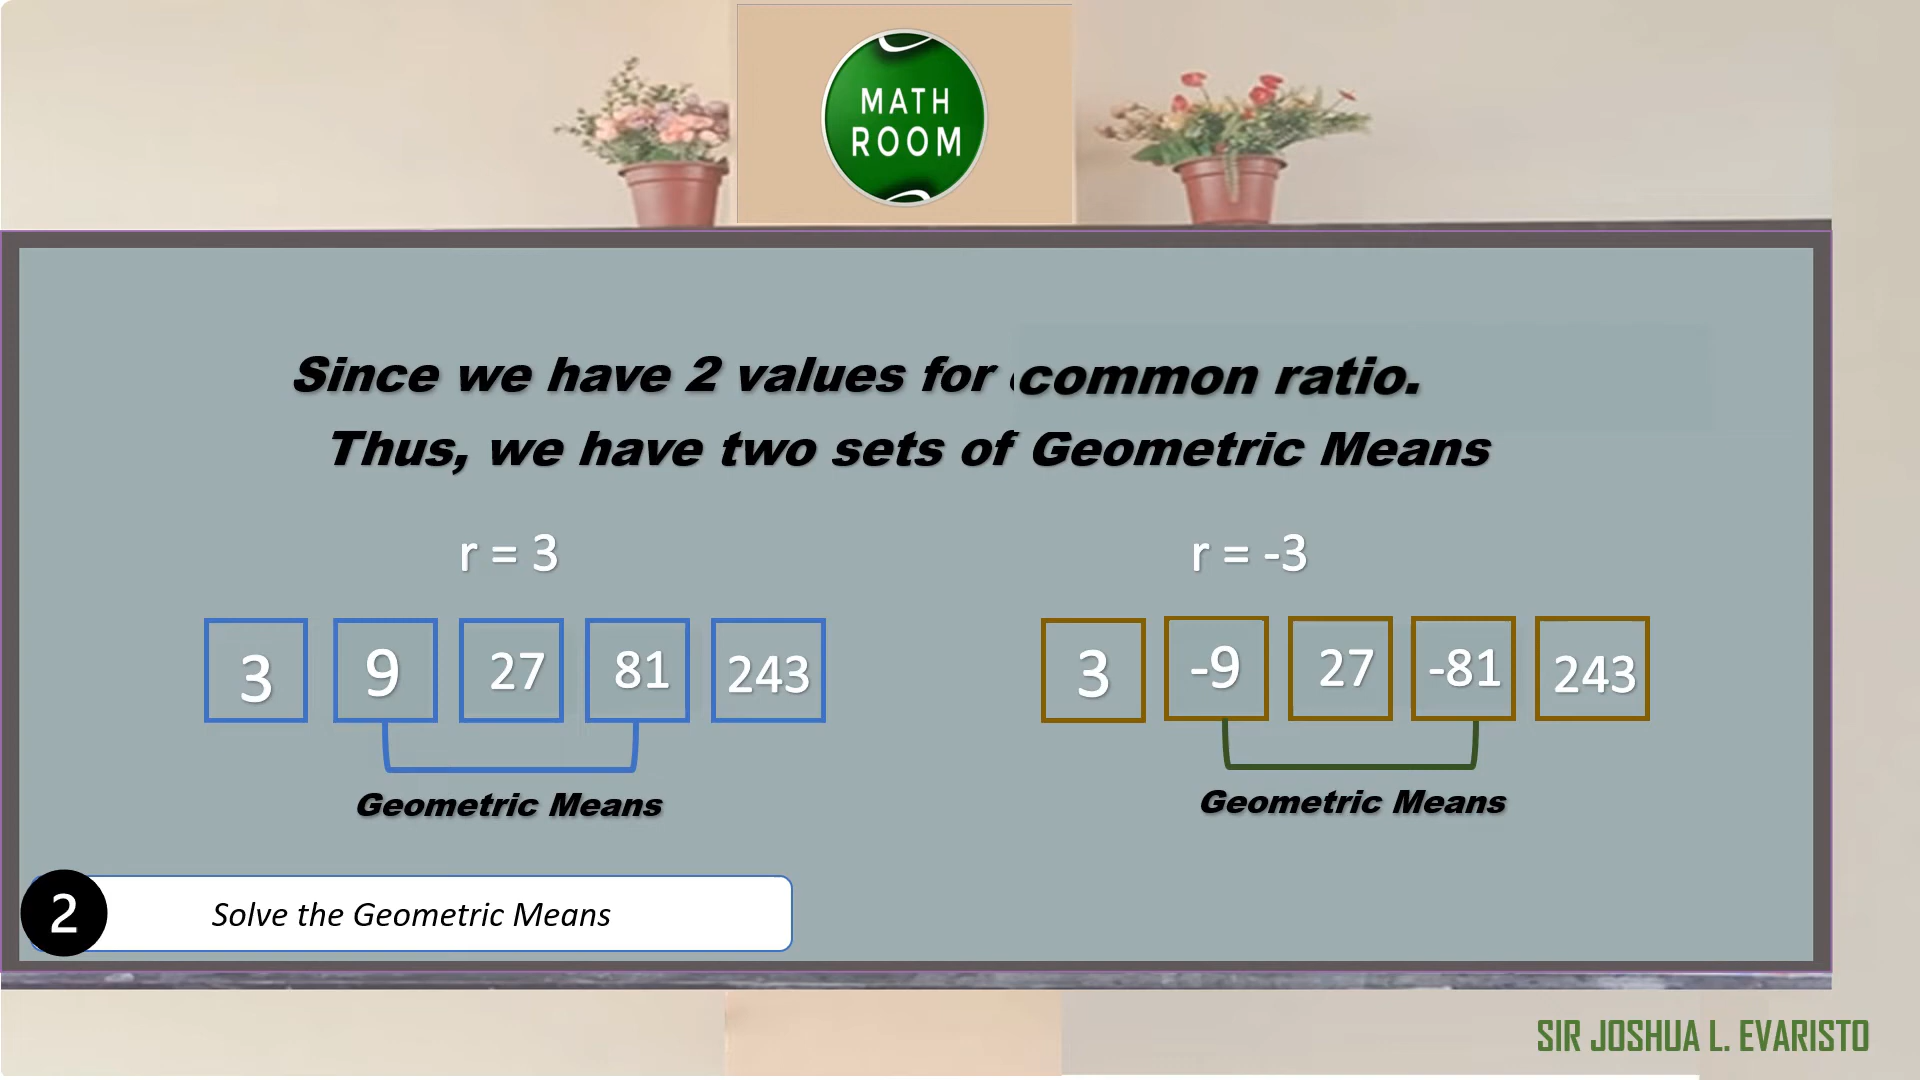 MATH
ROOM
Since we have 2 values for common ratio.
Thus, we have two sets of Geometric Means
r = 3
r = -3
3 9 27 81 243
3 -9 27 -81 243
Geometric Means
Geometric Means
2 Solve the Geometric Means
SIR JOSHUA L. EVARISTO